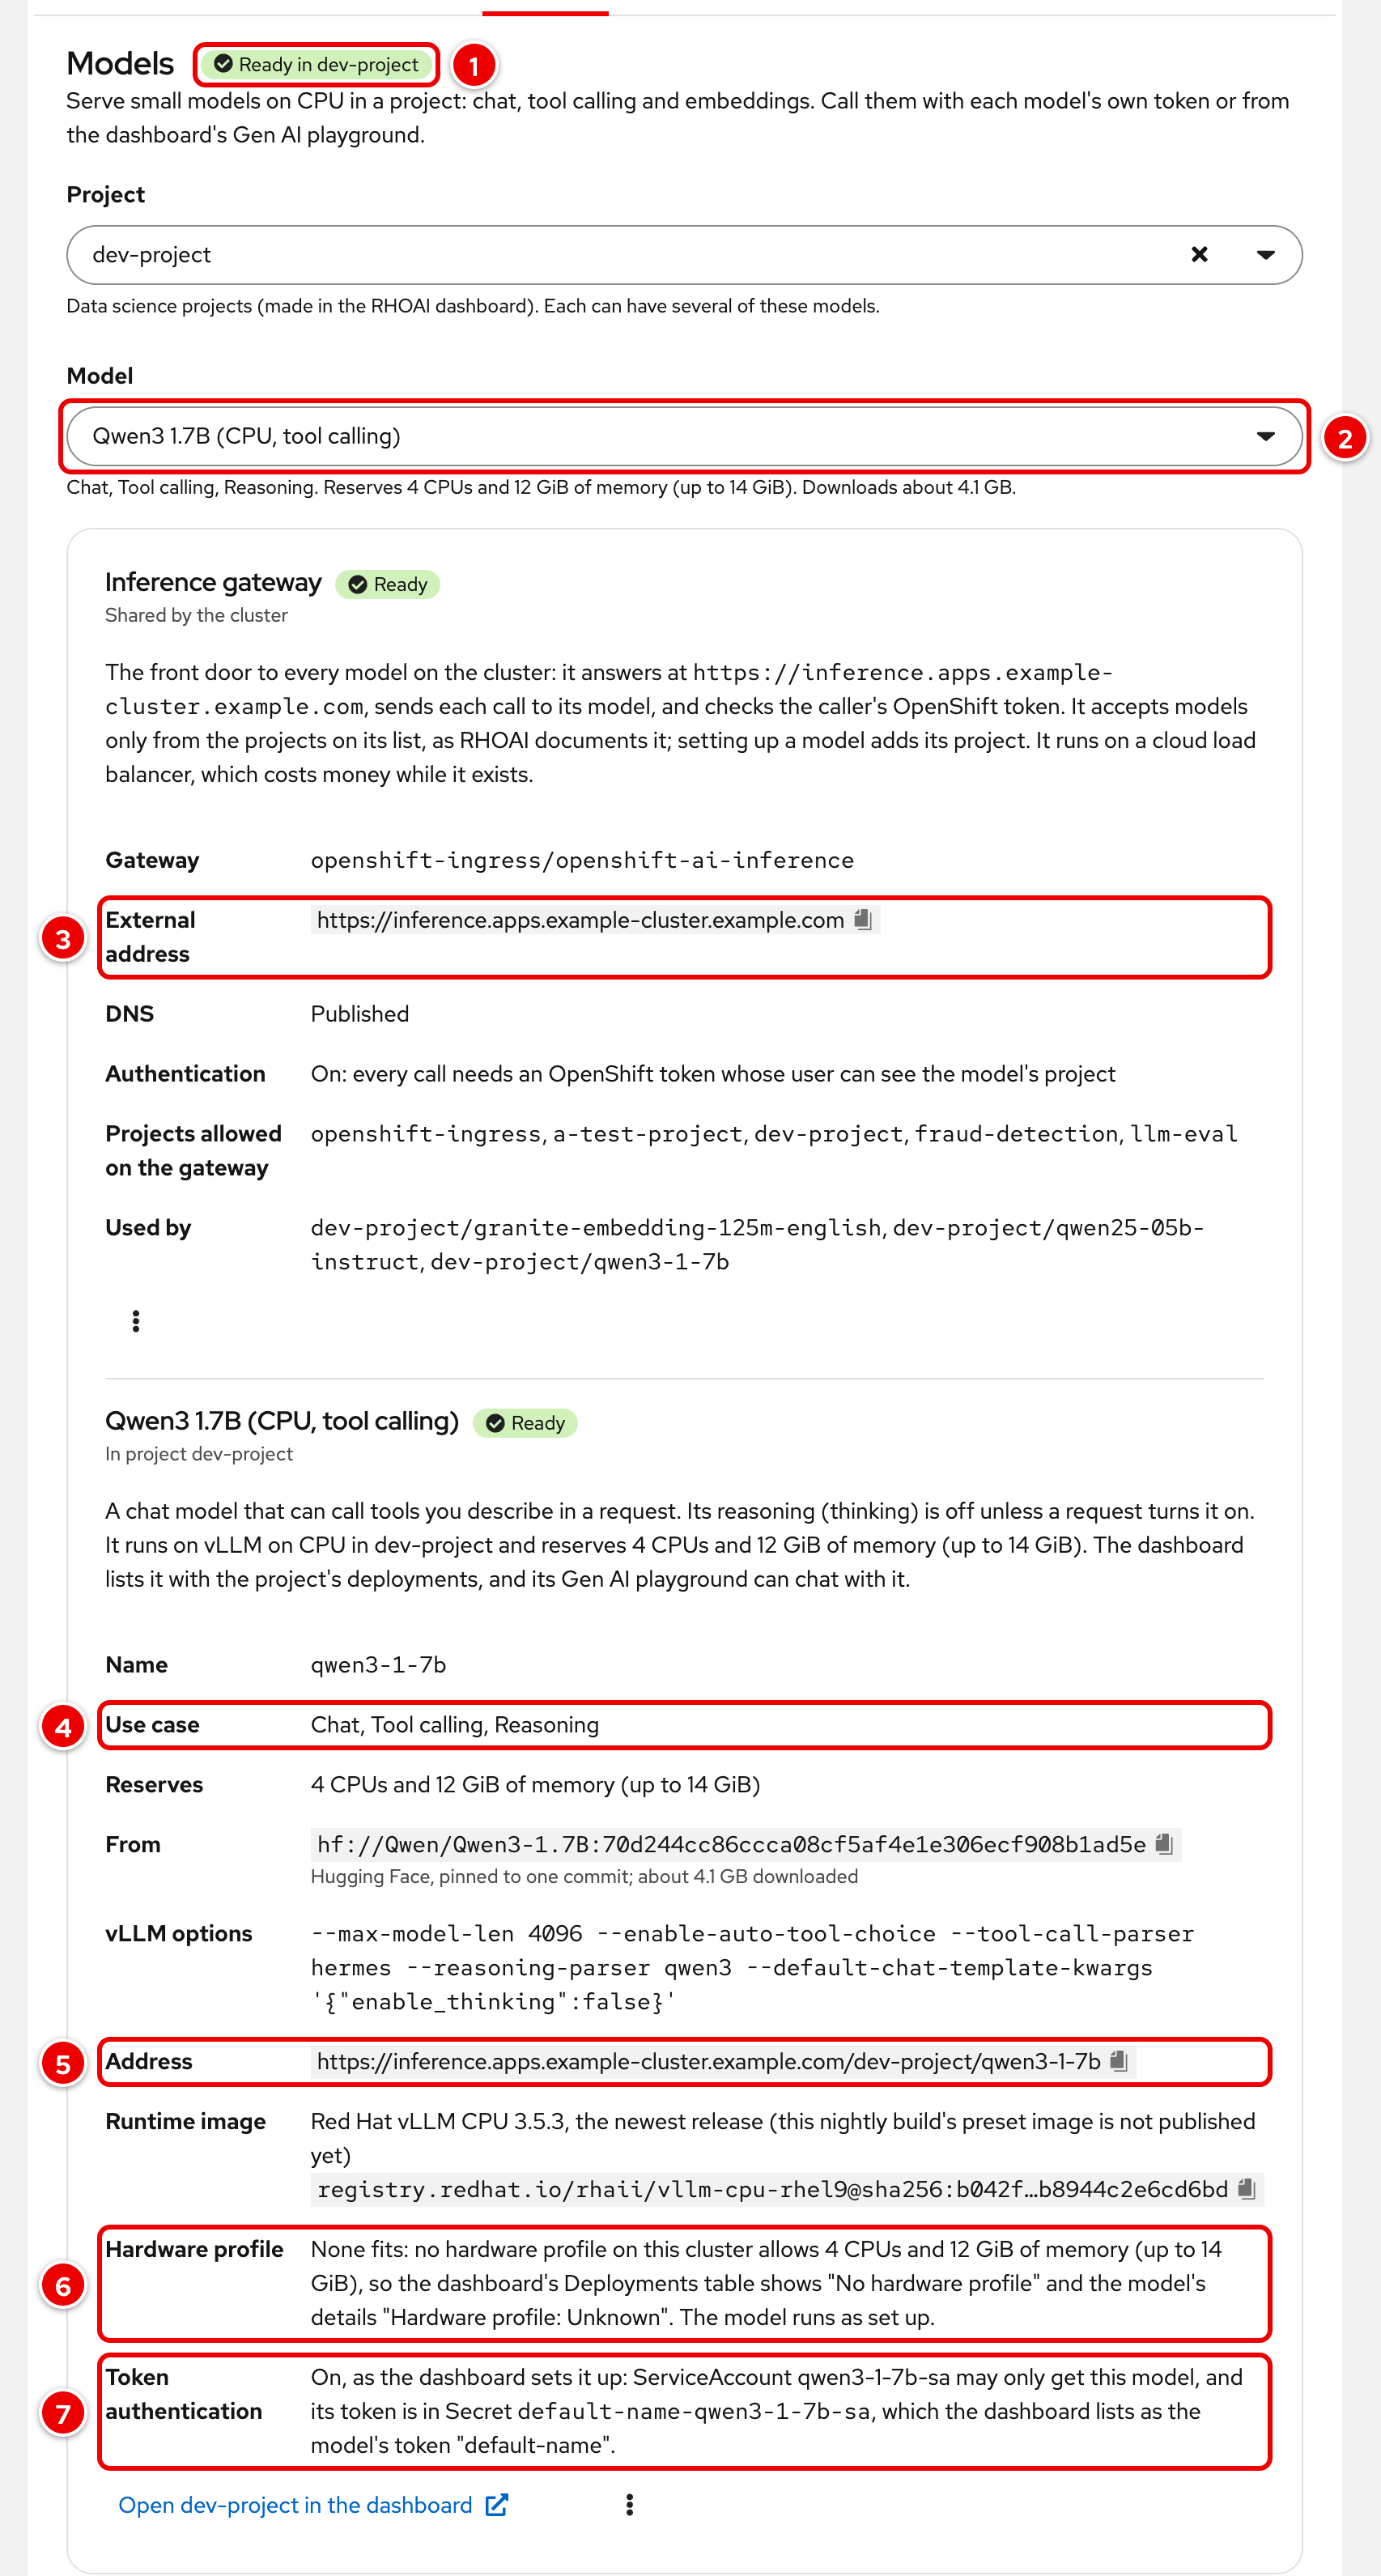 Models
Ready in dev-project
1
Serve small models on CPU in a project: chat, tool calling and embeddings. Call them with each model's own token or from
the dashboard's Gen AI playground.
Project
dev-project
Data science projects (made in the RHOAI dashboard). Each can have several of these models.
Model
Qwen3 1.7B (CPU, tool calling)
2
Chat, Tool calling, Reasoning. Reserves 4 CPUs and 12 GiB of memory (up to 14 GiB). Downloads about 4.1 GB.
Inference gateway
Ready
Shared by the cluster
The front door to every model on the cluster: it answers at https://inference.apps.example-
cluster.example.com, sends each call to its model, and checks the caller's OpenShift token. It accepts models
only from the projects on its list, as RHOAI documents it; setting up a model adds its project. It runs on a cloud load
balancer, which costs money while it exists.
Gateway
openshift-ingress/openshift-ai-inference
3
External
address
https://inference.apps.example-cluster.example.com
DNS
Published
Authentication
On: every call needs an OpenShift token whose user can see the model's project
Projects allowed
on the gateway
openshift-ingress, a-test-project, dev-project, fraud-detection, llm-eval
Used by
dev-project/granite-embedding-125m-english, dev-project/qwen25-05b-
instruct, dev-project/qwen3-1-7b
Qwen3 1.7B (CPU, tool calling)
Ready
In project dev-project
A chat model that can call tools you describe in a request. Its reasoning (thinking) is off unless a request turns it on.
It runs on vLLM on CPU in dev-project and reserves 4 CPUs and 12 GiB of memory (up to 14 GiB). The dashboard
lists it with the project's deployments, and its Gen AI playground can chat with it.
Name
qwen3-1-7b
4
Use case
Chat, Tool calling, Reasoning
Reserves
4 CPUs and 12 GiB of memory (up to 14 GiB)
From
hf://Qwen/Qwen3-1.7B:70d244cc86ccca08cf5af4e1e306ecf908b1ad5e
Hugging Face, pinned to one commit; about 4.1 GB downloaded
vLLM options
--max-model-len 4096 --enable-auto-tool-choice --tool-call-parser
hermes --reasoning-parser qwen3 --default-chat-template-kwargs
'{"enable_thinking":false}'
5
Address
https://inference.apps.example-cluster.example.com/dev-project/qwen3-1-7b
Runtime image
Red Hat vLLM CPU 3.5.3, the newest release (this nightly build's preset image is not published
yet)
registry.redhat.io/rhaii/vllm-cpu-rhel9@sha256:b042f…b8944c2e6cd6bd
6
Hardware profile
None fits: no hardware profile on this cluster allows 4 CPUs and 12 GiB of memory (up to 14
GiB), so the dashboard's Deployments table shows "No hardware profile" and the model's
details "Hardware profile: Unknown". The model runs as set up.
7
Token
authentication
On, as the dashboard sets it up: ServiceAccount qwen3-1-7b-sa may only get this model, and
its token is in Secret default-name-qwen3-1-7b-sa, which the dashboard lists as the
model's token "default-name".
Open dev-project in the dashboard